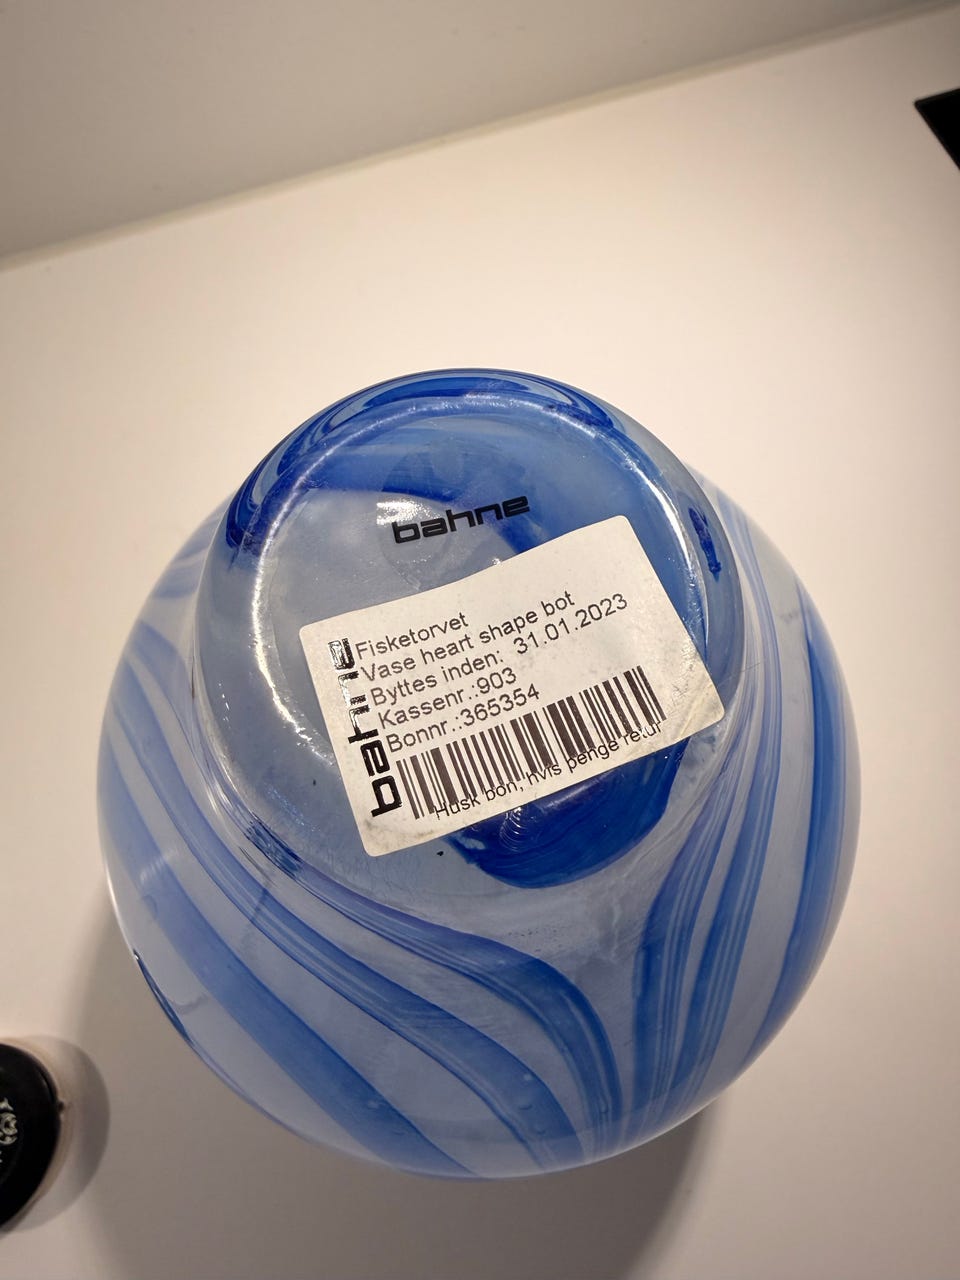 bahne
bahne
Fisketorvet
Vase heart shape bot
Byttes inden: 31.01.2023
Kassenr.:903
Bonnr.:365354
Husk bon, hvis penge retur